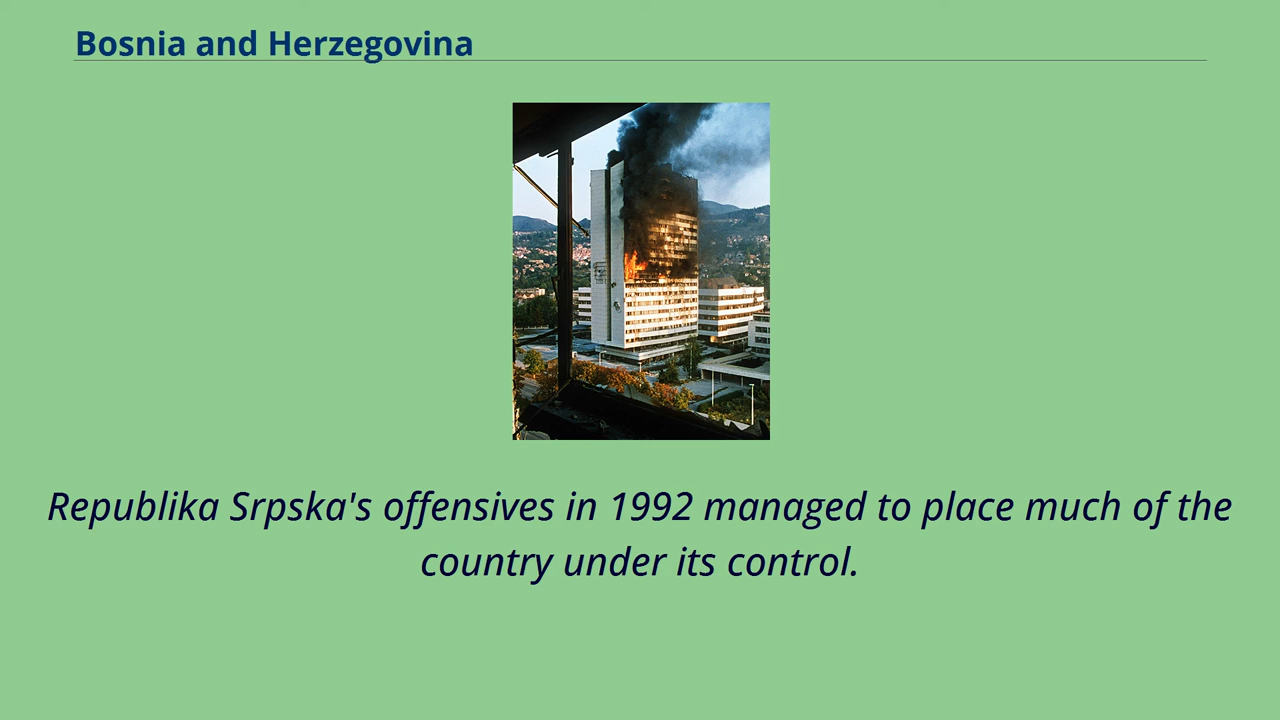 Bosnia and Herzegovina
Republika Srpska's offensives in 1992 managed to place much of the
country under its control.